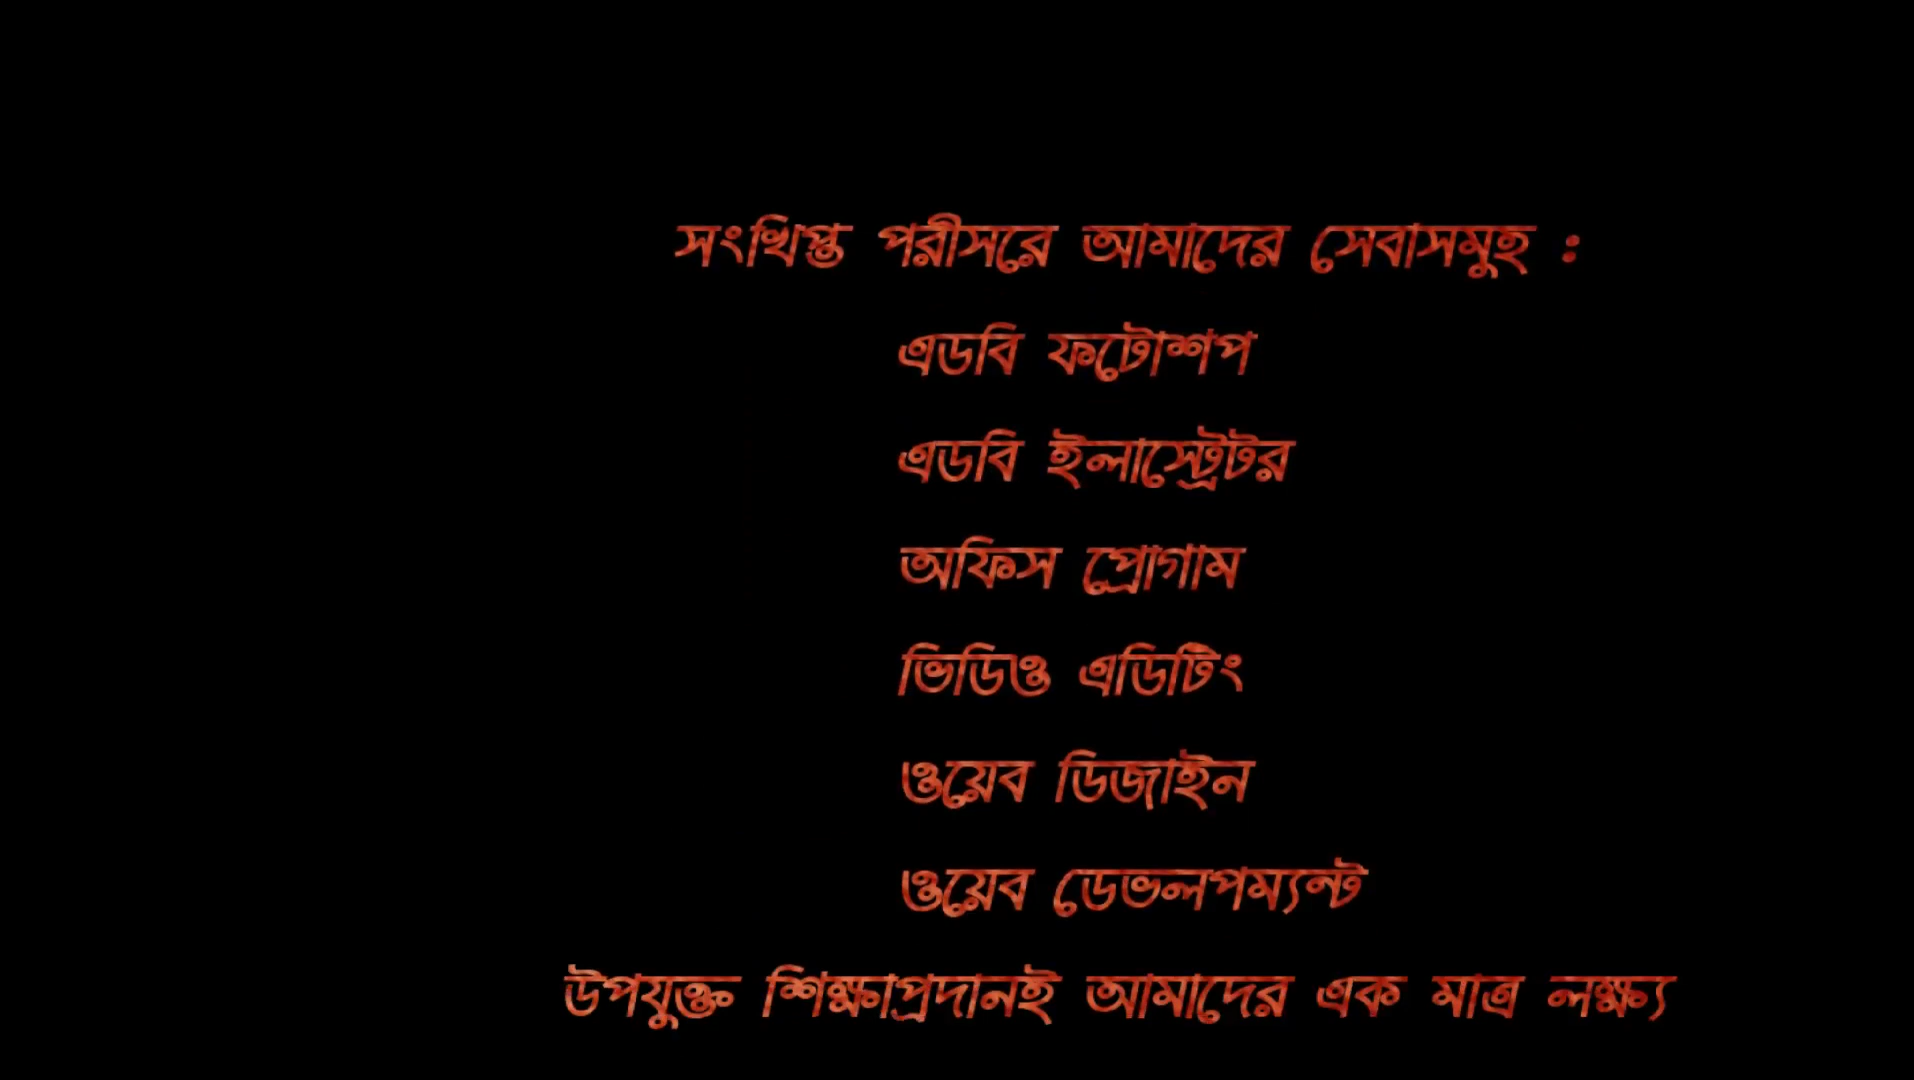 সংখিপ্ত পরীসরে আমাদের সেবাসমুহ :
এডবি ফটোশপ
এডবি ইলাস্ট্রেটর
অফিস প্রোগাম
ভিডিও এডিটিং
ওয়েব ডিজাইন
ওয়েব ডেভলপম্যন্ট
উপযুক্ত শিক্ষাপ্রদানই আমাদের এক মাত্র লক্ষ্য